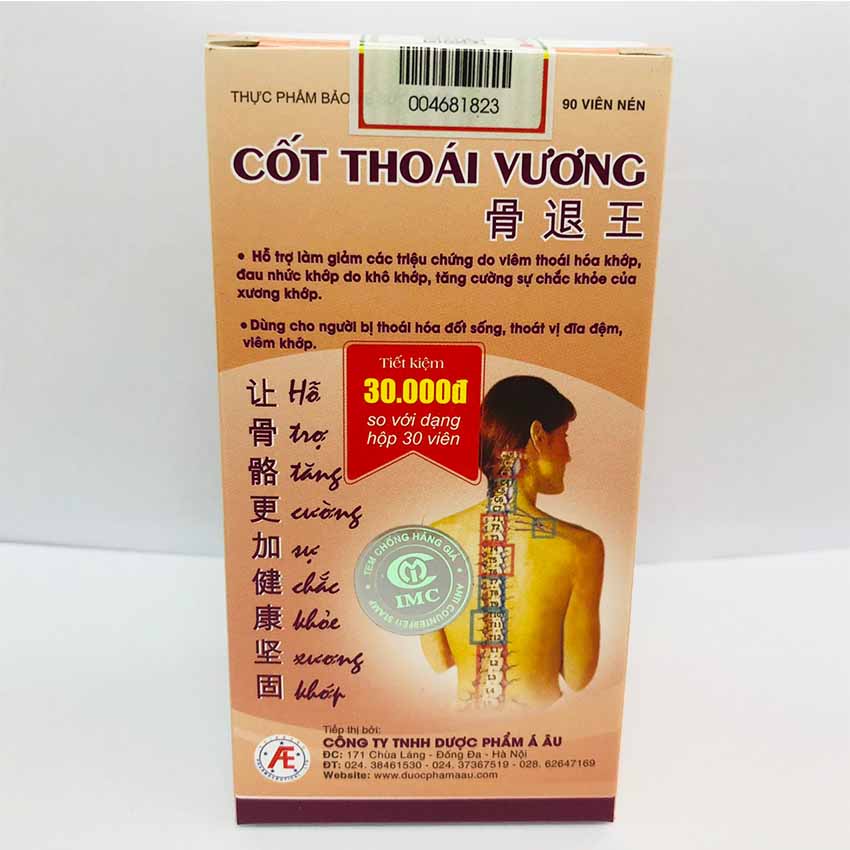 004681823
THỰC PHẨM BẢO
90 VIÊN NÉN
CỐT THOÁI VƯƠNG
骨退王
• Hỗ trợ làm giảm các triệu chứng do viêm thoái hóa khớp,
đau nhức khớp do khô khớp, tăng cường sự chắc khỏe của
xương khớp.
• Dùng cho người bị thoái hóa đốt sống, thoát vị đĩa đệm,
viêm khớp.
Tiết kiệm
30.000đ
so với dạng
hộp 30 viên
让 Hỗ
骨 trợ
骼 tăng
更 cường
加 sự
健 chắc
康 khỏe
坚 xương
固 khớp
TEM CHỐNG HÀNG GIẢ
IMC
ANTI COUNTERFEIT STAMP
AE
Tiếp thị bởi:
CÔNG TY TNHH DƯỢC PHẨM Á ÂU
ĐC: 171 Chùa Láng - Đống Đa - Hà Nội
ĐT: 024. 38461530 - 024. 37367519 - 028. 62647169
Website: www.duocphamaau.com